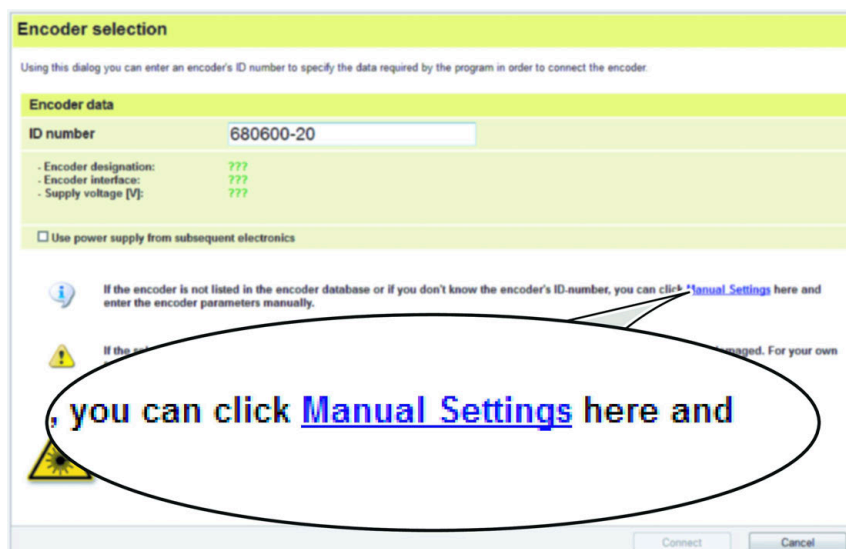 Encoder selection
Using this dialog you can enter an encoder's ID number to specify the data required by the program in order to connect the encoder.
Encoder data
ID number 680600-20
- Encoder designation: ???
- Encoder interface: ???
- Supply voltage [V]: ???
Use power supply from subsequent electronics
If the encoder is not listed in the encoder database or if you don't know the encoder's ID-number, you can click Manual Settings here and
enter the encoder parameters manually.
If the damaged. For your own
, you can click Manual Settings here and
Connect Cancel